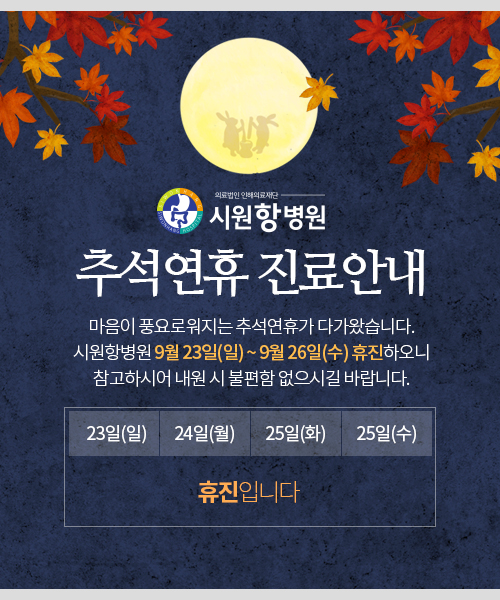 의료법인 인해의료재단
시원항병원
추석연휴 진료안내
마음이 풍요로워지는 추석연휴가 다가왔습니다.
시원항병원 9월 23일(일) ~ 9월 26일(수) 휴진하오니
참고하시어 내원 시 불편함 없으시길 바랍니다.
23일(일) 24일(월) 25일(화) 25일(수)
휴진입니다